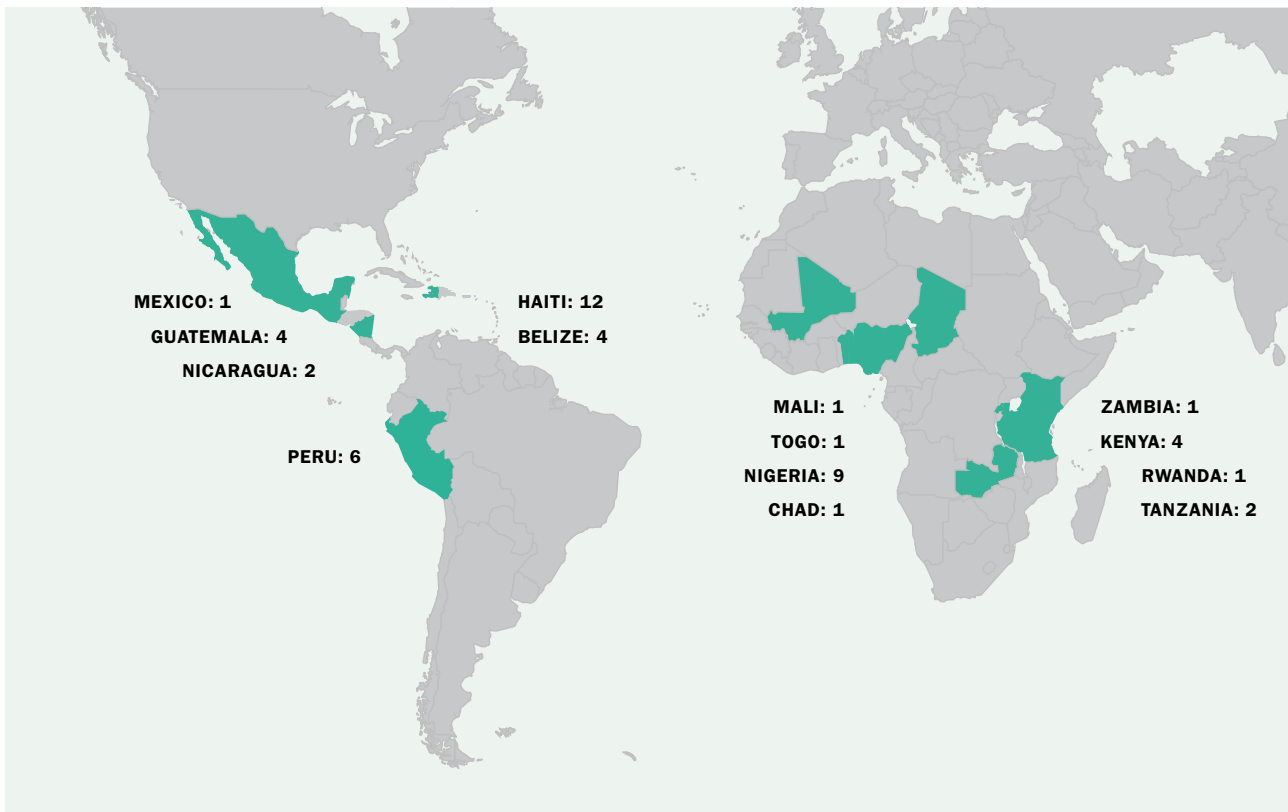 MEXICO: 1
GUATEMALA: 4
NICARAGUA: 2
HAITI: 12
BELIZE: 4
PERU: 6
MALI: 1
TOGO: 1
NIGERIA: 9
CHAD: 1
ZAMBIA: 1
KENYA: 4
RWANDA: 1
TANZANIA: 2